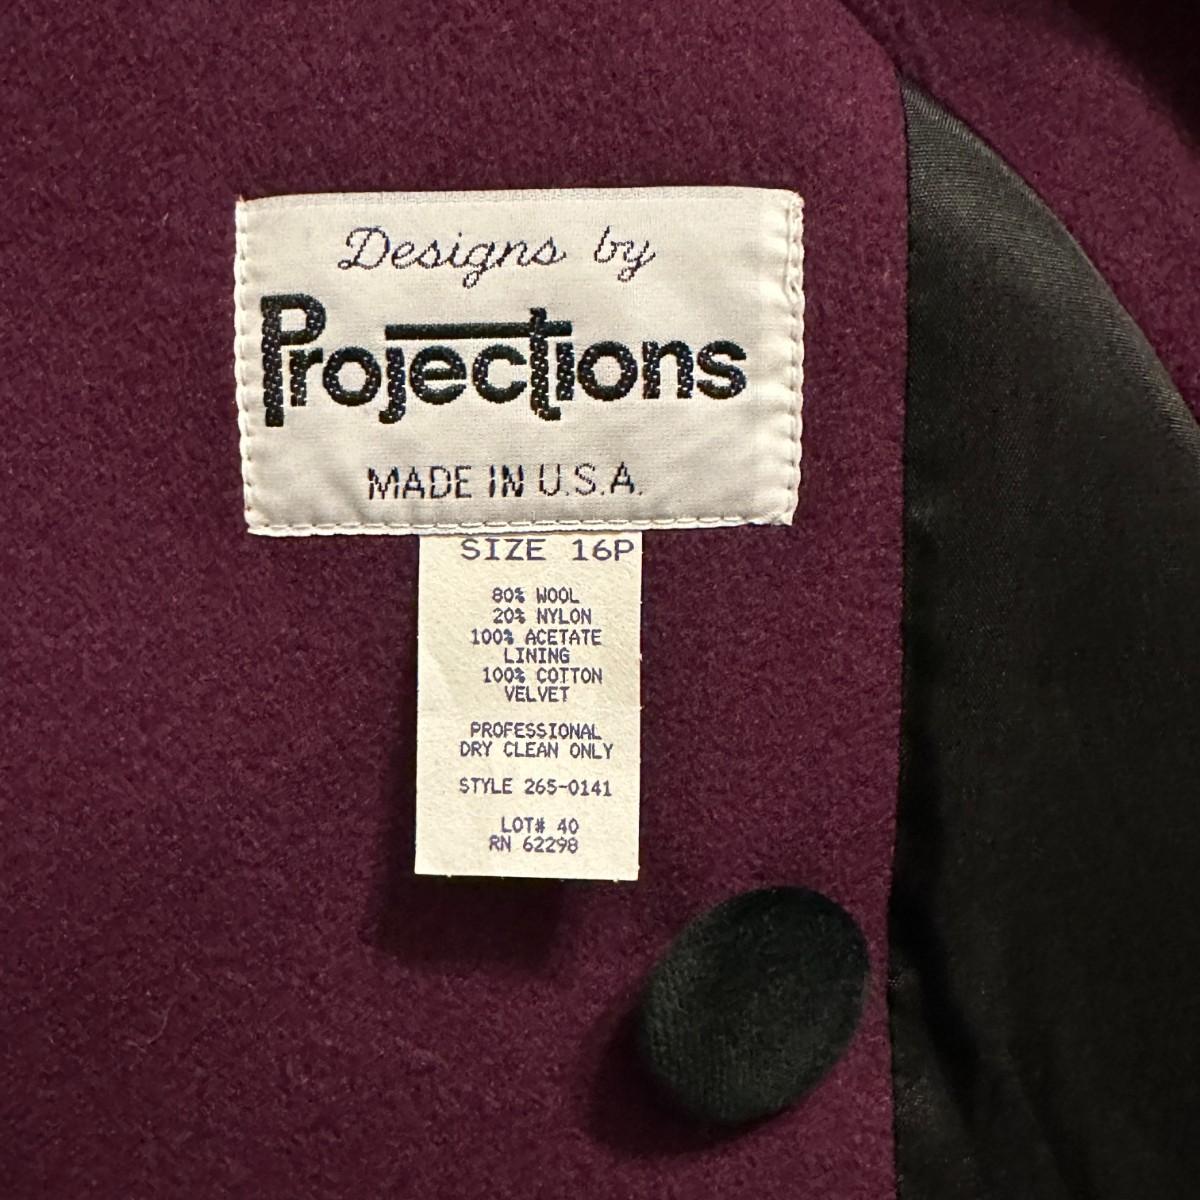 Designs by
Projections
MADE IN U.S.A.
SIZE 16P
80% WOOL
20% NYLON
100% ACETATE
LINING
100% COTTON
VELVET
PROFESSIONAL
DRY CLEAN ONLY
STYLE 265-0141
LOT# 40
RN 62298